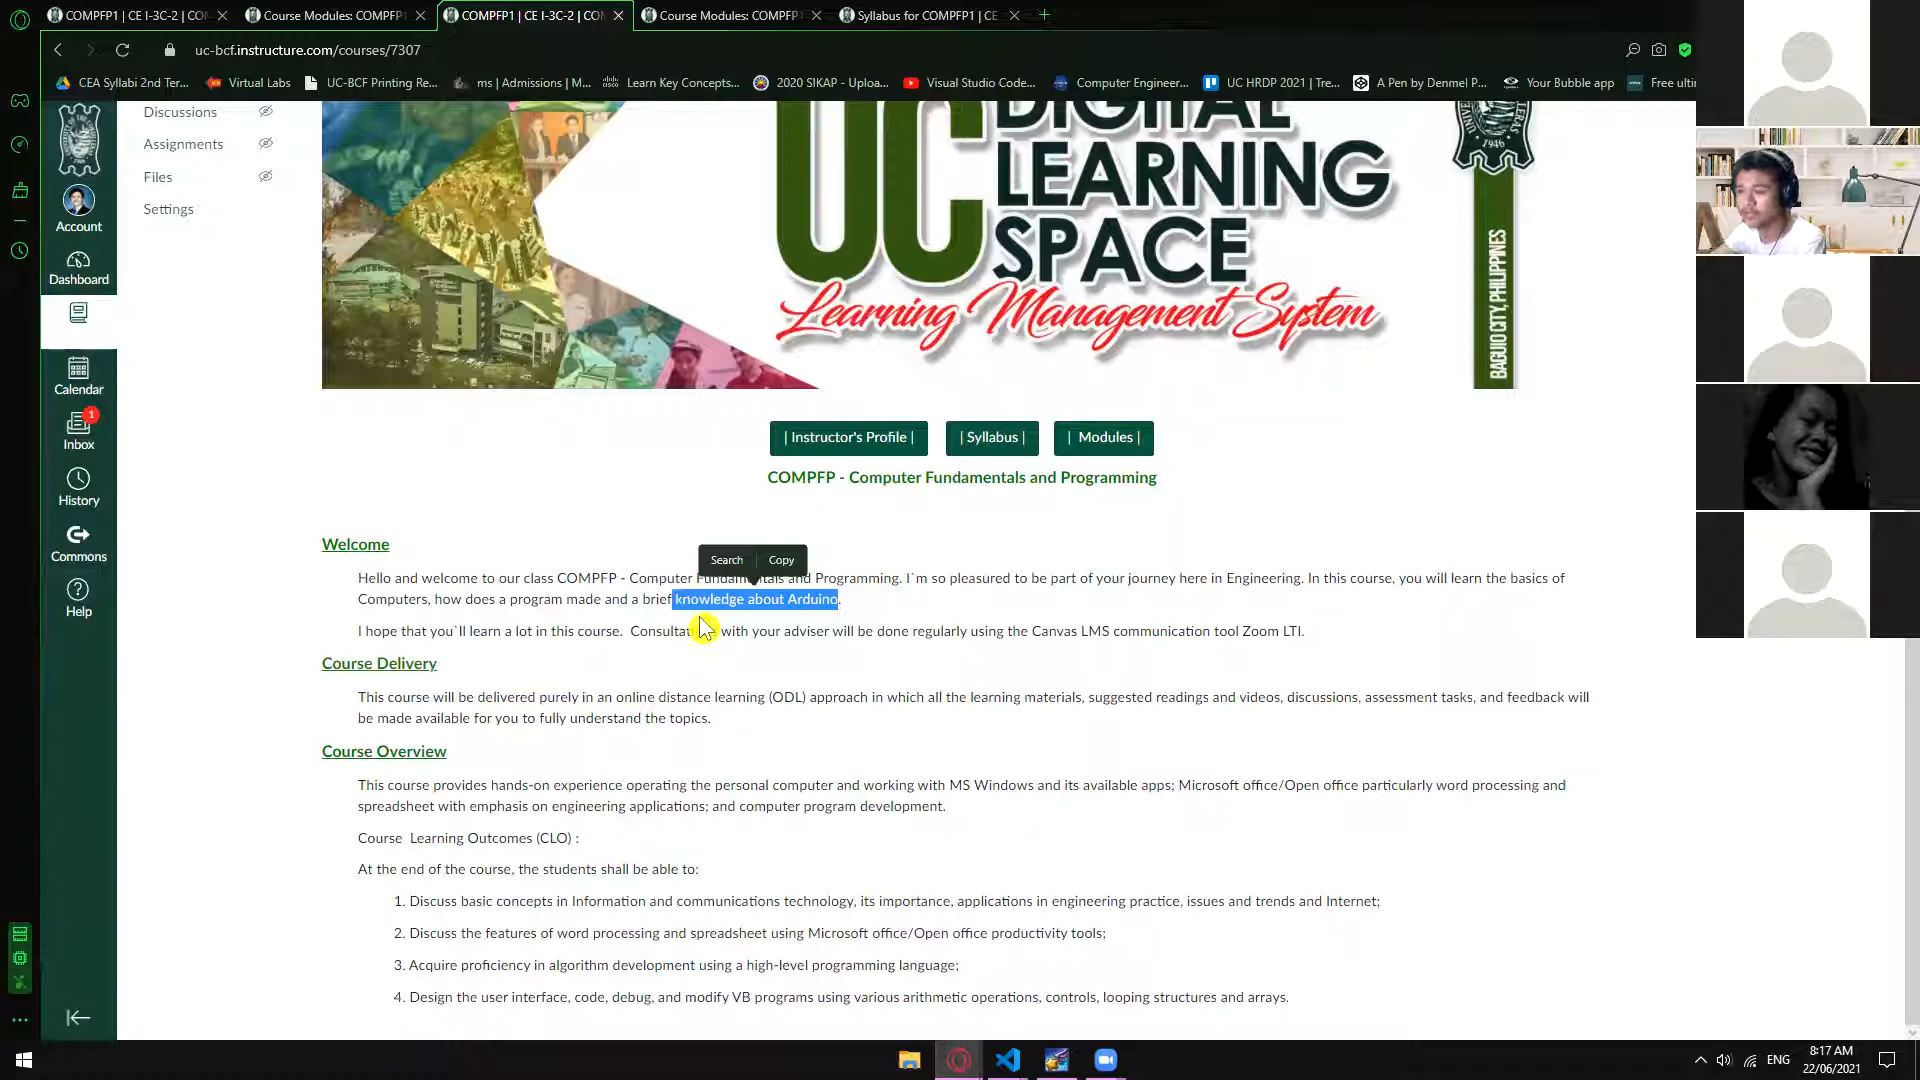 COMPFP1 | CE I-3C-2 | CO
Course Modules: COMPFP
COMPFP1 | CE I-3C-2 | CO
Course Modules: COMPFP
Syllabus for COMPFP1 | CE
uc-bcf.instructure.com/courses/7307
CEA Syllabi 2nd Ter...
Virtual Labs
UC-BCF Printing Re...
ms | Admissions | M...
Learn Key Concepts...
2020 SIKAP - Uploa...
Visual Studio Code...
Computer Engineer...
UC HRDP 2021 | Tre...
A Pen by Denmel P...
Your Bubble app
Free ulti
Discussions
Assignments
Files
Settings
Account
Dashboard
Calendar
1
Inbox
History
Commons
Help
UC DIGITAL
LEARNING
SPACE
Learning Management System
1946
BAGUIO CITY, PHILIPPINES
| Instructor's Profile |
| Syllabus |
| Modules |
COMPFP - Computer Fundamentals and Programming
Welcome
Search
Copy
Hello and welcome to our class COMPFP - Computer Fundamentals and Programming. I`m so pleasured to be part of your journey here in Engineering. In this course, you will learn the basics of
Computers, how does a program made and a brief knowledge about Arduino.
I hope that you`ll learn a lot in this course. Consultat with your adviser will be done regularly using the Canvas LMS communication tool Zoom LTI.
Course Delivery
This course will be delivered purely in an online distance learning (ODL) approach in which all the learning materials, suggested readings and videos, discussions, assessment tasks, and feedback will
be made available for you to fully understand the topics.
Course Overview
This course provides hands-on experience operating the personal computer and working with MS Windows and its available apps; Microsoft office/Open office particularly word processing and
spreadsheet with emphasis on engineering applications; and computer program development.
Course Learning Outcomes (CLO) :
At the end of the course, the students shall be able to:
1. Discuss basic concepts in Information and communications technology, its importance, applications in engineering practice, issues and trends and Internet;
2. Discuss the features of word processing and spreadsheet using Microsoft office/Open office productivity tools;
3. Acquire proficiency in algorithm development using a high-level programming language;
4. Design the user interface, code, debug, and modify VB programs using various arithmetic operations, controls, looping structures and arrays.
ENG
8:17 AM
22/06/2021